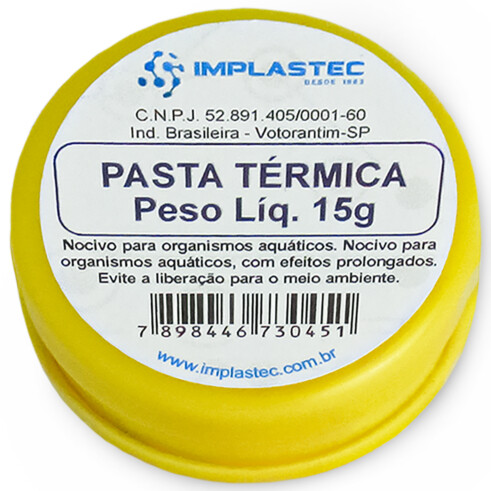 IMPLASTEC
DESDE 1983
C.N.P.J. 52.891.405/0001-60
Ind. Brasileira - Votorantim-SP
PASTA TÉRMICA
Peso Líq. 15g
Nocivo para organismos aquáticos. Nocivo para
organismos aquáticos, com efeitos prolongados.
Evite a liberação para o meio ambiente.
7 898446 730451
www.implastec.com.br